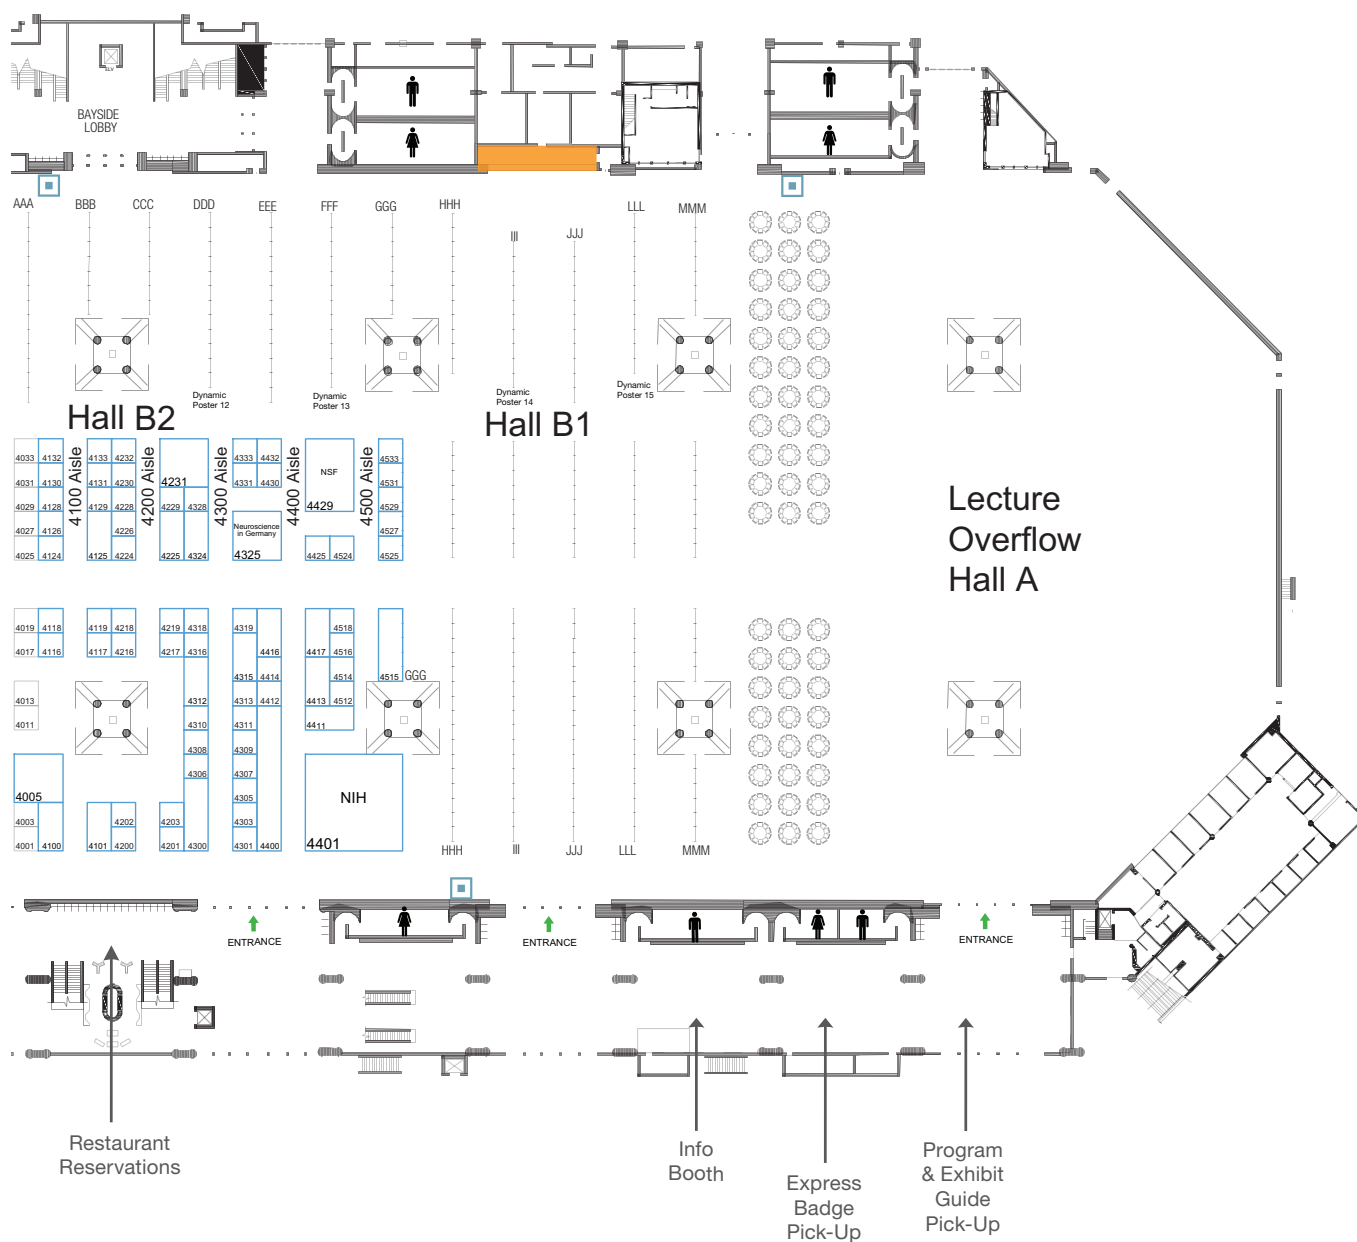 ELV
BAYSIDE
LOBBY
AAA
BBB
CCC
DDD
EEE
FFF
GGG
HHH
III
JJJ
LLL
MMM
Dynamic
Poster 12
Dynamic
Poster 13
Dynamic
Poster 14
Dynamic
Poster 15
Hall B2
Hall B1
4033 4132 4133 4232 4333 4432 4533
4031 4130 4131 4230 4231 4331 4430 4531
4029 4128 4129 4228 4229 4328 4429 4529
4027 4126 4226 4527
4025 4124 4125 4224 4225 4324 4325 4425 4524 4525
4100 Aisle
4200 Aisle
4300 Aisle
4400 Aisle
4500 Aisle
NSF
Neuroscience
in Germany
Lecture
Overflow
Hall A
4019 4118 4119 4218 4219 4318 4319 4518
4017 4116 4117 4216 4217 4316 4416 4417 4516
4315 4414 4514 4515 GGG
4013 4312 4313 4412 4413 4512
4011 4310 4311 4411
4308 4309
4306 4307
4005 4305
4003 4202 4203 4303
4001 4100 4101 4200 4201 4300 4301 4400 4401
NIH
HHH
III
JJJ
LLL
MMM
ENTRANCE
ENTRANCE
ENTRANCE
Restaurant
Reservations
Info
Booth
Express
Badge
Pick-Up
Program
& Exhibit
Guide
Pick-Up